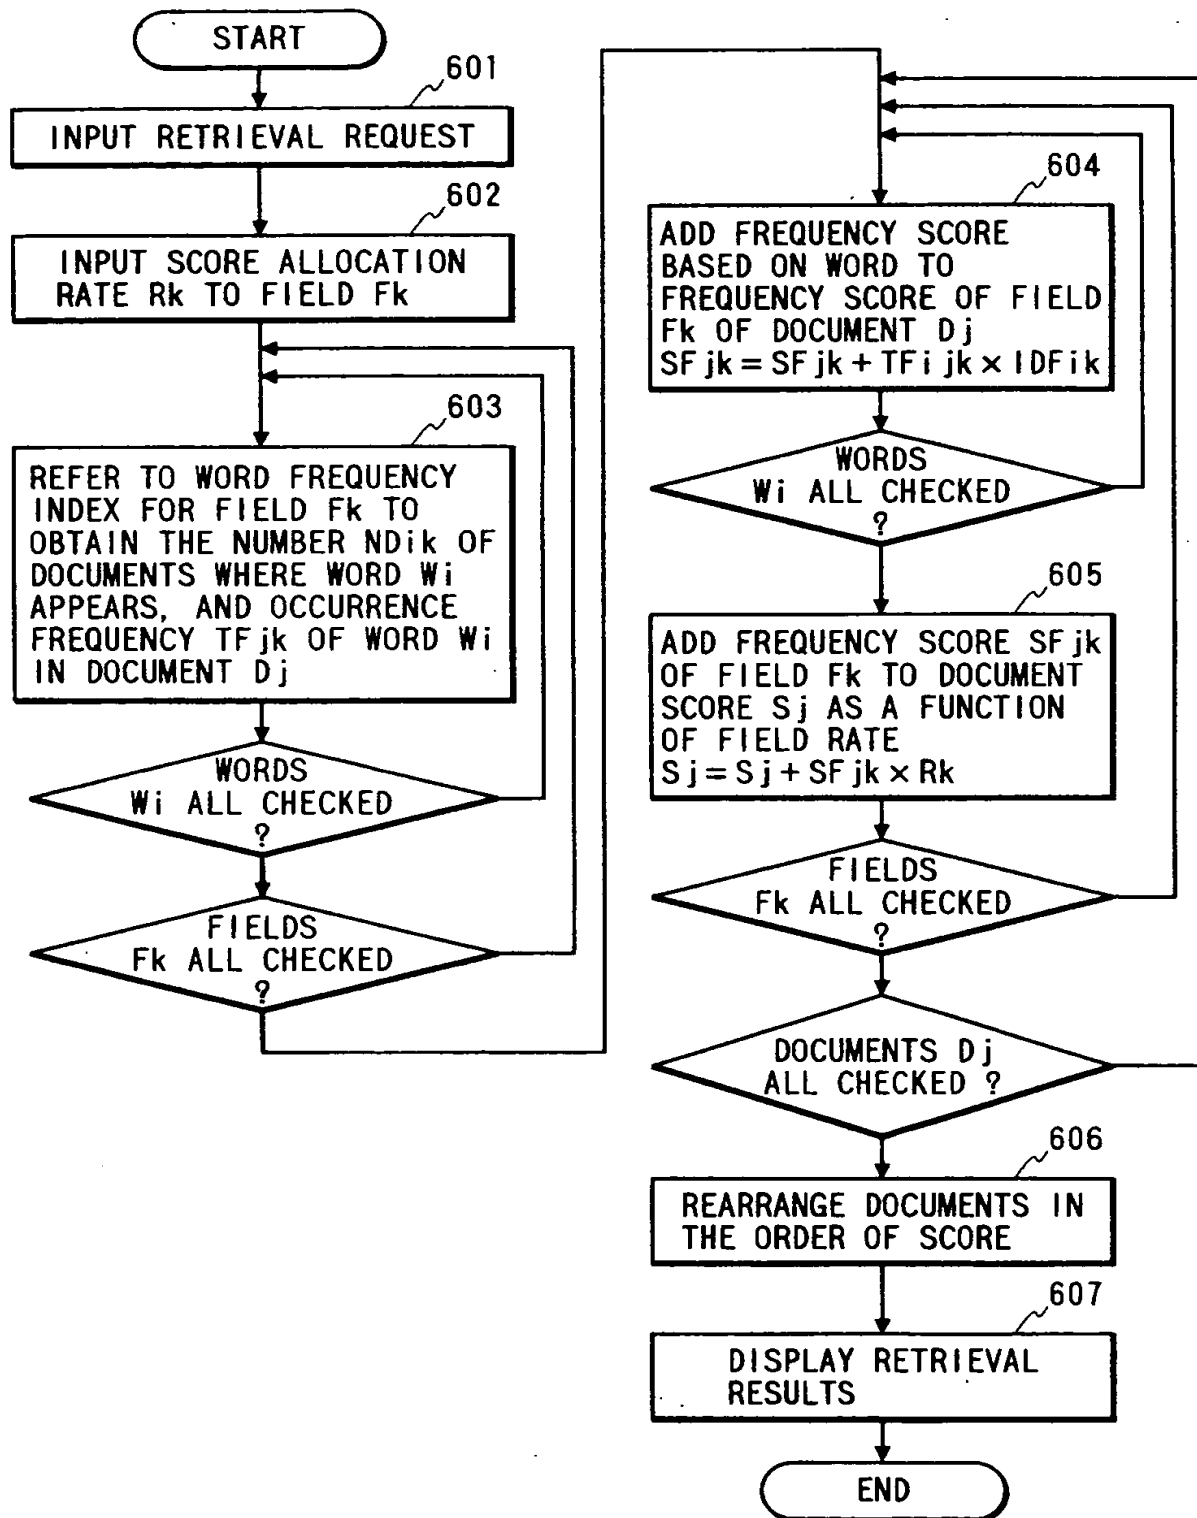 START
601
INPUT RETRIEVAL REQUEST
602
INPUT SCORE ALLOCATION
RATE Rk TO FIELD Fk
603
REFER TO WORD FREQUENCY
INDEX FOR FIELD Fk TO
OBTAIN THE NUMBER NDik OF
DOCUMENTS WHERE WORD Wi
APPEARS, AND OCCURRENCE
FREQUENCY TFjk OF WORD Wi
IN DOCUMENT Dj
WORDS
Wi ALL CHECKED
?
FIELDS
Fk ALL CHECKED
?
604
ADD FREQUENCY SCORE
BASED ON WORD TO
FREQUENCY SCORE OF FIELD
Fk OF DOCUMENT Dj
SFjk = SFjk + TFijk × IDFik
WORDS
Wi ALL CHECKED
?
605
ADD FREQUENCY SCORE SFjk
OF FIELD Fk TO DOCUMENT
SCORE Sj AS A FUNCTION
OF FIELD RATE
Sj = Sj + SFjk × Rk
FIELDS
Fk ALL CHECKED
?
DOCUMENTS Dj
ALL CHECKED ?
606
REARRANGE DOCUMENTS IN
THE ORDER OF SCORE
607
DISPLAY RETRIEVAL
RESULTS
END